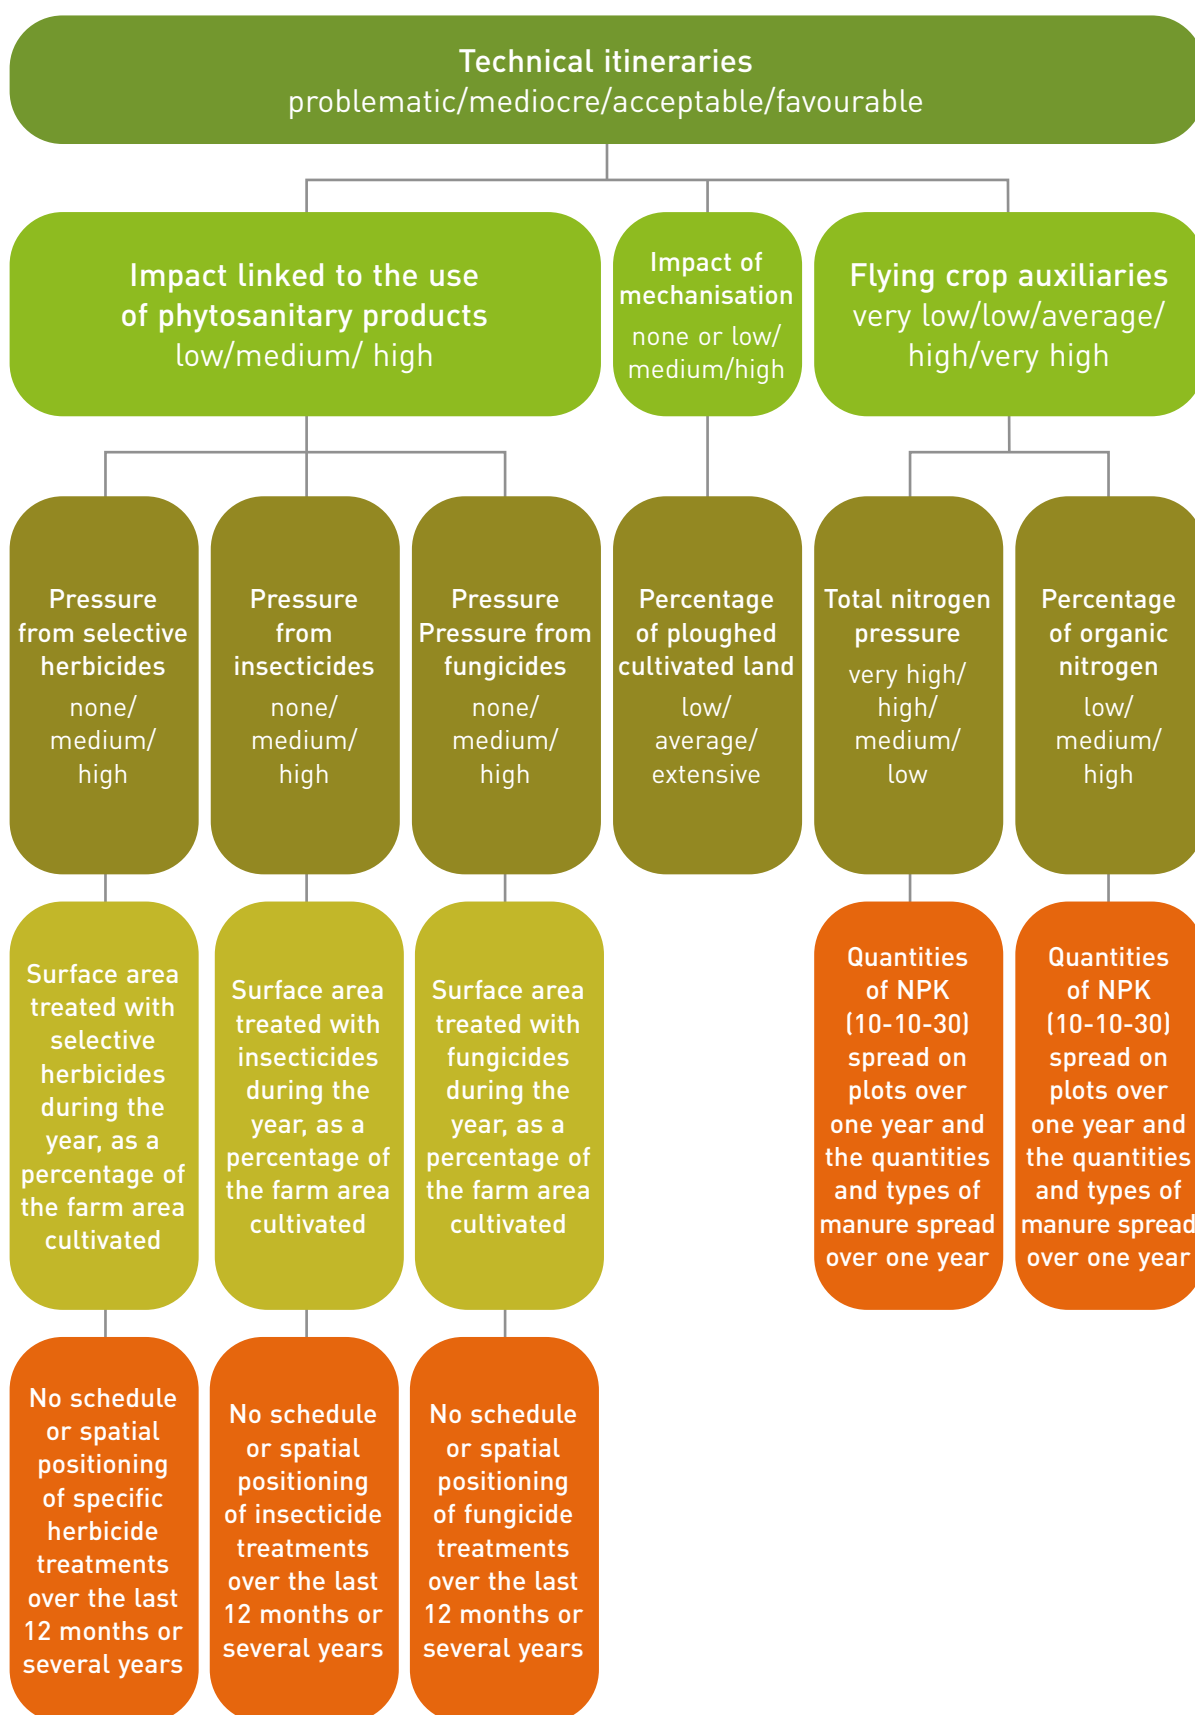 Technical itineraries
problematic/mediocre/acceptable/favourable
Impact linked to the use
of phytosanitary products
low/medium/ high
Impact of
mechanisation
none or low/
medium/high
Flying crop auxiliaries
very low/low/average/
high/very high
Pressure
from selective
herbicides
none/
medium/
high
Pressure
from
insecticides
none/
medium/
high
Pressure
Pressure from
fungicides
none/
medium/
high
Percentage
of ploughed
cultivated land
low/
average/
extensive
Total nitrogen
pressure
very high/
high/
medium/
low
Percentage
of organic
nitrogen
low/
medium/
high
Surface area
treated with
selective
herbicides
during the
year, as a
percentage of
the farm area
cultivated
Surface area
treated with
insecticides
during the
year, as a
percentage of
the farm area
cultivated
Surface area
treated with
fungicides
during the
year, as a
percentage of
the farm area
cultivated
Quantities
of NPK
(10-10-30)
spread on
plots over
one year and
the quantities
and types of
manure spread
over one year
Quantities
of NPK
(10-10-30)
spread on
plots over
one year and
the quantities
and types of
manure spread
over one year
No schedule
or spatial
positioning
of specific
herbicide
treatments
over the last
12 months or
several years
No schedule
or spatial
positioning
of insecticide
treatments
over the last
12 months or
several years
No schedule
or spatial
positioning
of fungicide
treatments
over the last
12 months or
several years